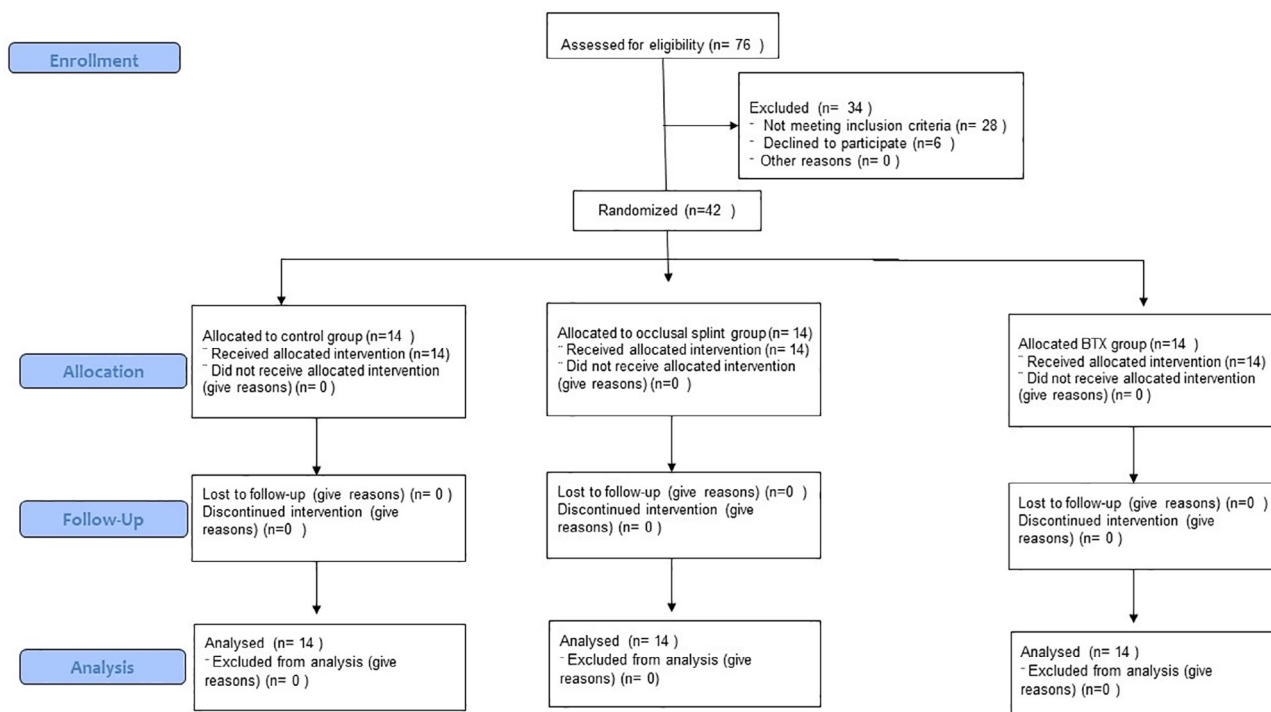 Enrollment
Assessed for eligibility (n= 76 )
Excluded (n= 34 )
- Not meeting inclusion criteria (n= 28 )
- Declined to participate (n=6 )
- Other reasons (n= 0 )
Randomized (n=42 )
Allocation
Allocated to control group (n=14 )
¨ Received allocated intervention (n=14)
¨ Did not receive allocated intervention
(give reasons) (n= 0 )
Allocated to occlusal splint group (n= 14)
¨ Received allocated intervention (n= 14)
¨ Did not receive allocated intervention
(give reasons) (n=0 )
Allocated BTX group (n=14 )
¨ Received allocated intervention (n=14)
¨ Did not receive allocated intervention
(give reasons) (n= 0 )
Follow-Up
Lost to follow-up (give reasons) (n= 0 )
Discontinued intervention (give
reasons) (n=0 )
Lost to follow-up (give reasons) (n=0 )
Discontinued intervention (give
reasons) (n= 0 )
Lost to follow-up (give reasons) (n=0 )
Discontinued intervention (give
reasons) (n= 0 )
Analysis
Analysed (n= 14 )
¨ Excluded from analysis (give
reasons) (n= 0 )
Analysed (n= 14 )
¨ Excluded from analysis (give
reasons) (n= 0)
Analysed (n= 14 )
¨ Excluded from analysis (give
reasons) (n=0 )